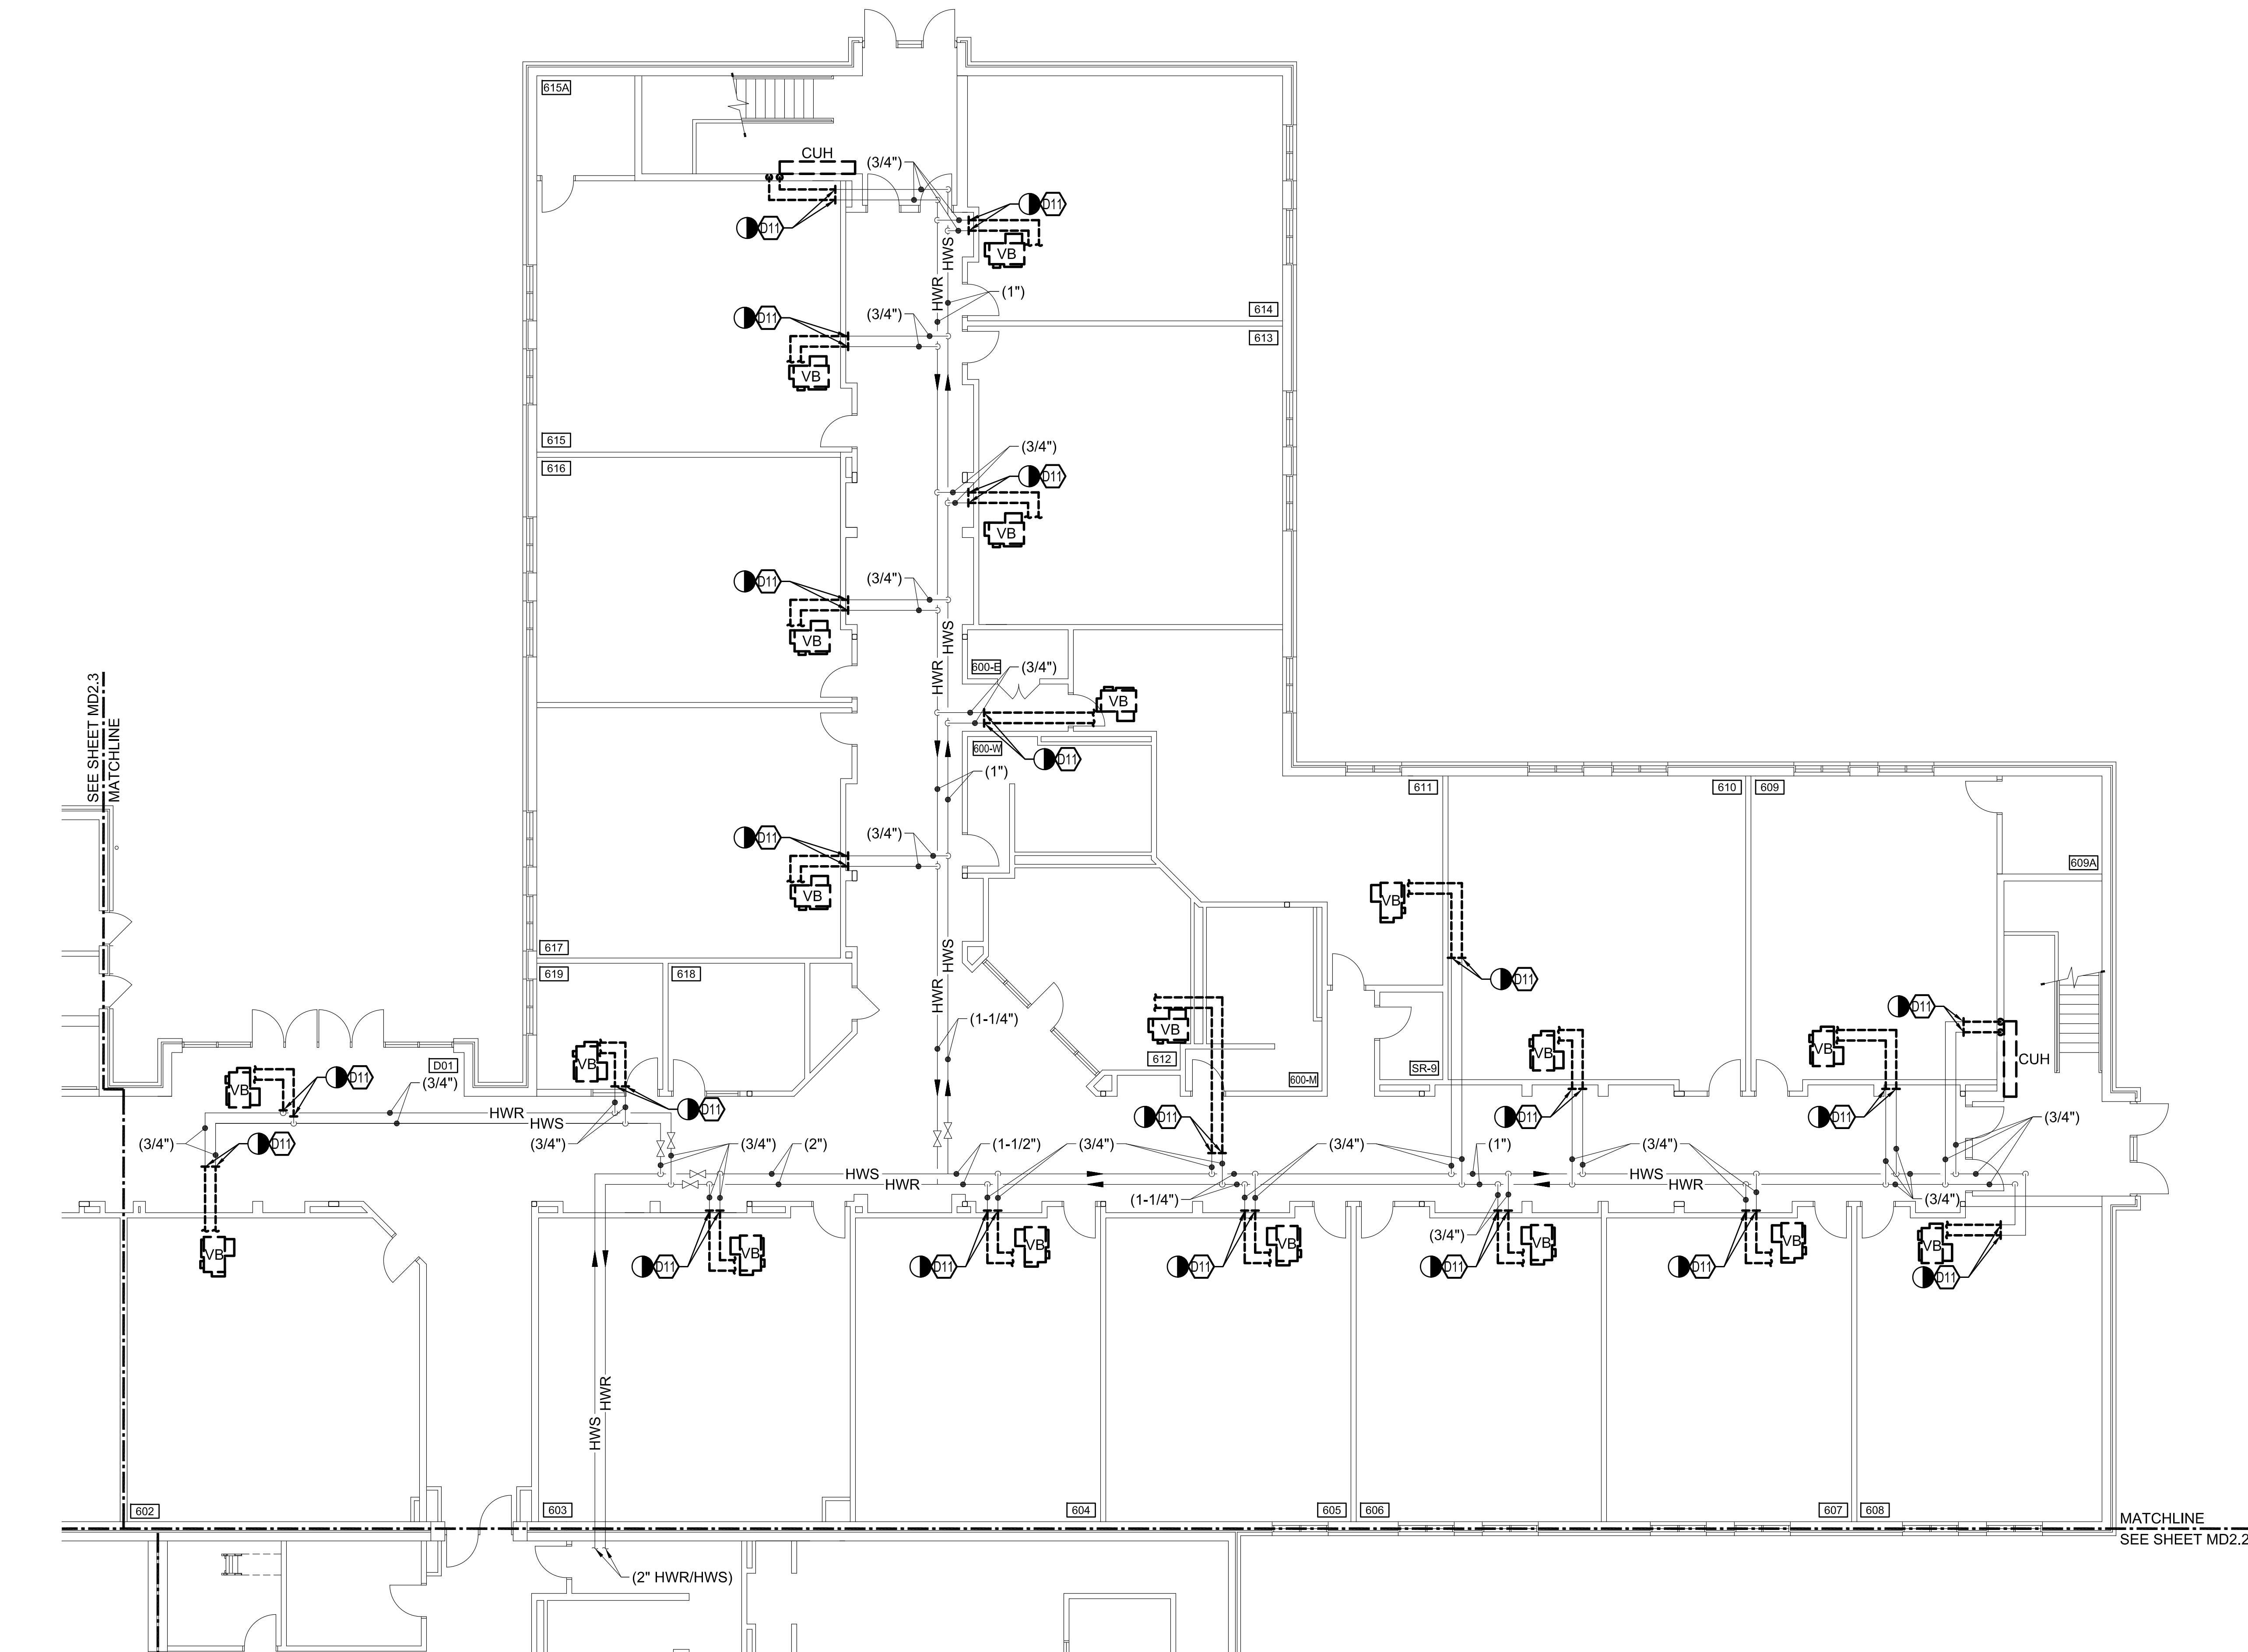 615A
CUH
(3/4")
D11
D11
HWS
VB
HWR
(1")
614
D11
(3/4")
613
VB
615
(3/4")
616
D11
VB
D11
(3/4")
HWS
VB
600-E
(3/4")
HWR
SEE SHEET MD2.3
MATCHLINE
VB
600-W
D11
(1")
611
610
609
D11
(3/4")
609A
VB
VB
617
HWS
619
618
D11
HWR
D11
(1-1/4")
VB
VB
VB
612
CUH
D01
VB
SR-9
VB
D11
600-M
(3/4")
HWR
D11
D11
D11
D11
(3/4")
HWS
(3/4")
D11
(3/4")
(3/4")
(2")
(1-1/2")
(3/4")
(3/4")
(1")
(3/4")
HWS
HWS
HWR
HWR
(1-1/4")
(3/4")
(3/4")
VB
VB
VB
VB
VB
VB
VB
D11
D11
D11
D11
D11
D11
HWR
HWS
602
603
604
605
606
607
608
MATCHLINE
SEE SHEET MD2.2
(2" HWR/HWS)